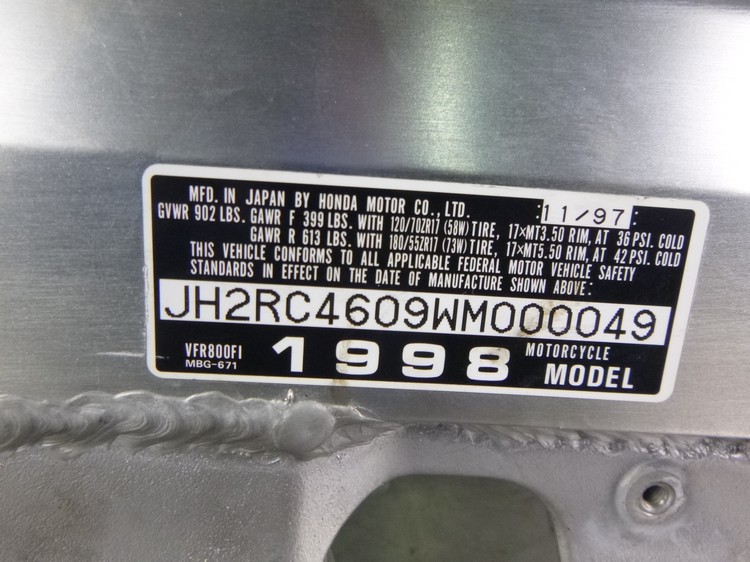 MFD. IN JAPAN BY HONDA MOTOR CO., LTD. 11/97
GVWR 902 LBS. GAWR F 399 LBS. WITH 120/70ZR17 (58W) TIRE, 17×MT3.50 RIM, AT 36 PSI. COLD
GAWR R 613 LBS. WITH 180/55ZR17 (73W) TIRE, 17×MT5.50 RIM, AT 42 PSI. COLD
THIS VEHICLE CONFORMS TO ALL APPLICABLE FEDERAL MOTOR VEHICLE SAFETY
STANDARDS IN EFFECT ON THE DATE OF MANUFACTURE SHOWN ABOVE:
JH2RC4609WM000049
VFR800FI 1998 MOTORCYCLE
MBG-671 MODEL